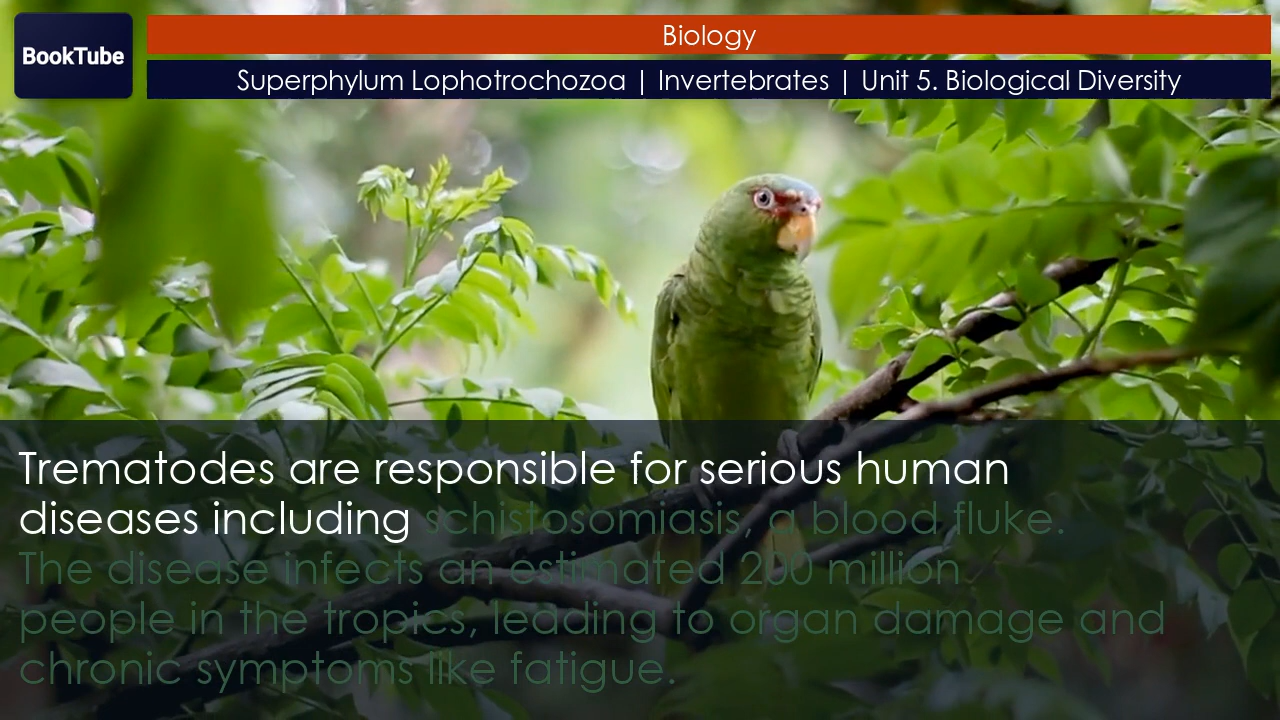 BookTube
Biology
Superphylum Lophotrochozoa | Invertebrates | Unit 5. Biological Diversity
Trematodes are responsible for serious human
diseases including schistosomiasis, a blood fluke.
The disease infects an estimated 200 million
people in the tropics, leading to organ damage and
chronic symptoms like fatigue.